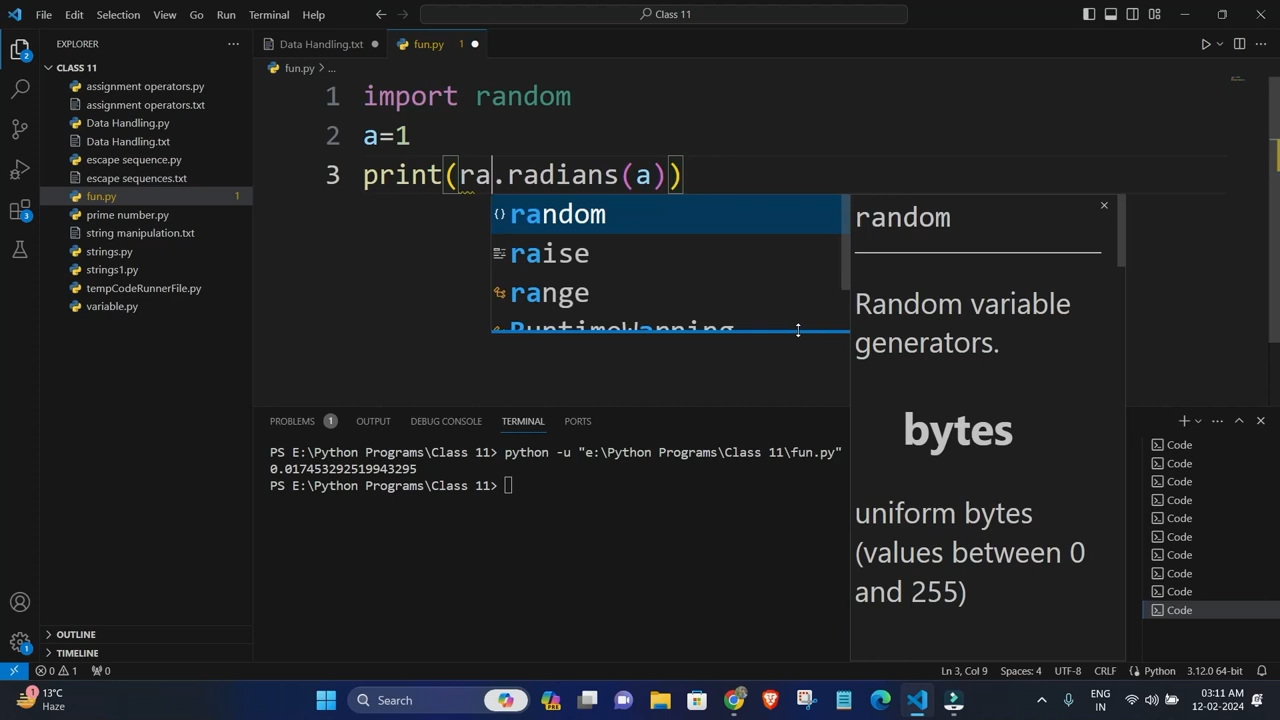 File Edit Selection View Go Run Terminal Help
Class 11
EXPLORER
CLASS 11
assignment operators.py
assignment operators.txt
Data Handling.py
Data Handling.txt
escape sequence.py
escape sequences.txt
fun.py 1
prime number.py
string manipulation.txt
strings.py
strings1.py
tempCodeRunnerFile.py
variable.py
OUTLINE
TIMELINE
2
3
1
Data Handling.txt
fun.py 1
fun.py > ...
1 import random
2 a=1
3 print(ra.radians(a))
random
raise
range
RuntimeWarning
random
Random variable
generators.
bytes
uniform bytes
(values between 0
and 255)
PROBLEMS 1 OUTPUT DEBUG CONSOLE TERMINAL PORTS
PS E:\Python Programs\Class 11> python -u "e:\Python Programs\Class 11\fun.py"
0.017453292519943295
PS E:\Python Programs\Class 11>
Code
Code
Code
Code
Code
Code
Code
Code
Code
Code
0 1 0
Ln 3, Col 9 Spaces: 4 UTF-8 CRLF Python 3.12.0 64-bit
1
13°C
Haze
Search
PRE
ENG
IN
03:11 AM
12-02-2024